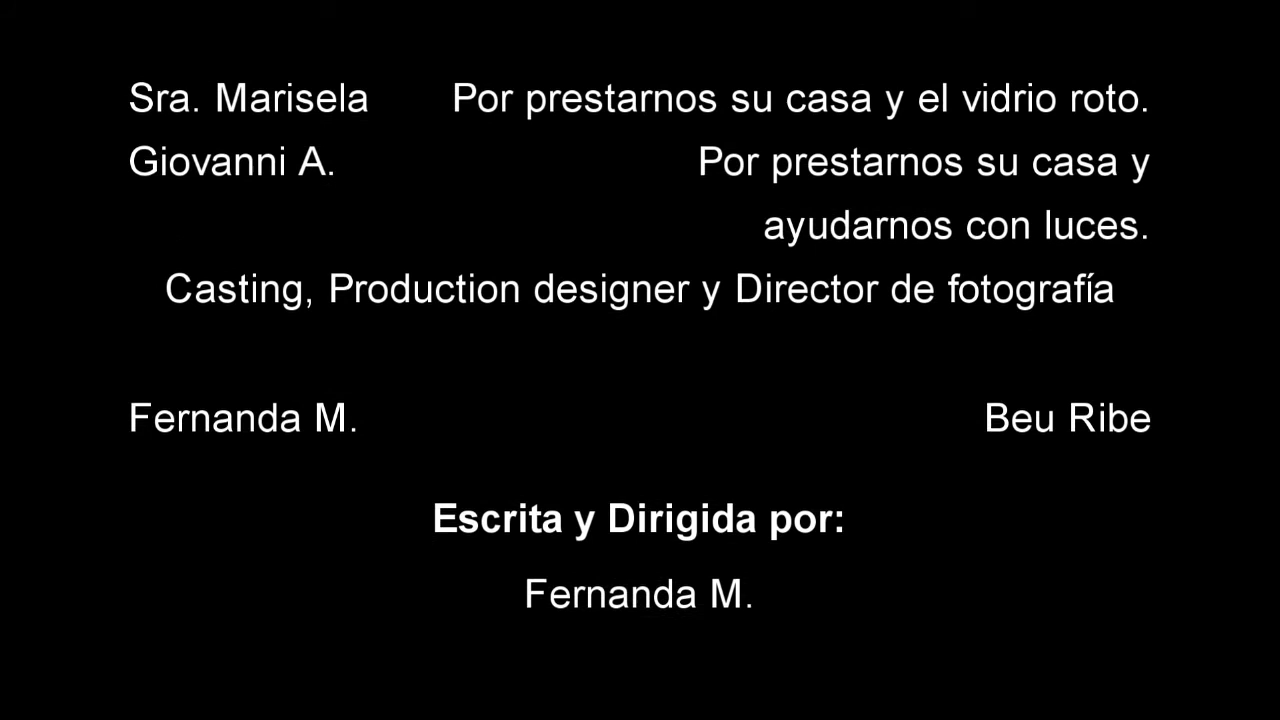 Sra. Marisela Por prestarnos su casa y el vidrio roto.
Giovanni A. Por prestarnos su casa y
ayudarnos con luces.
Casting, Production designer y Director de fotografía
Fernanda M. Beu Ribe
Escrita y Dirigida por:
Fernanda M.